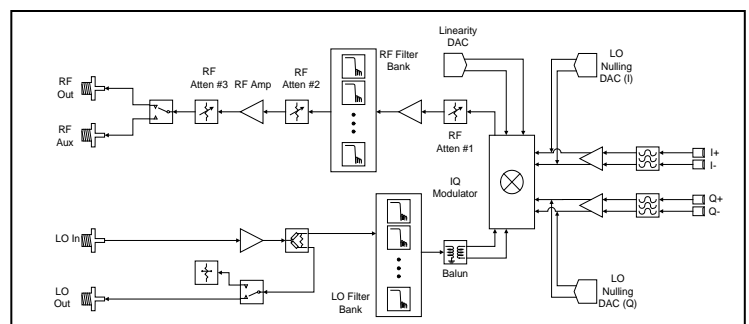 Linearity
DAC
LO
Nulling
DAC (I)
RF Filter
Bank
RF
Atten #3
RF Amp
RF
Atten #2
RF
Out
RF
Aux
RF
Atten #1
I+
I-
IQ
Modulator
Q+
Q-
LO In
Balun
LO
Out
LO Filter
Bank
LO
Nulling
DAC (Q)